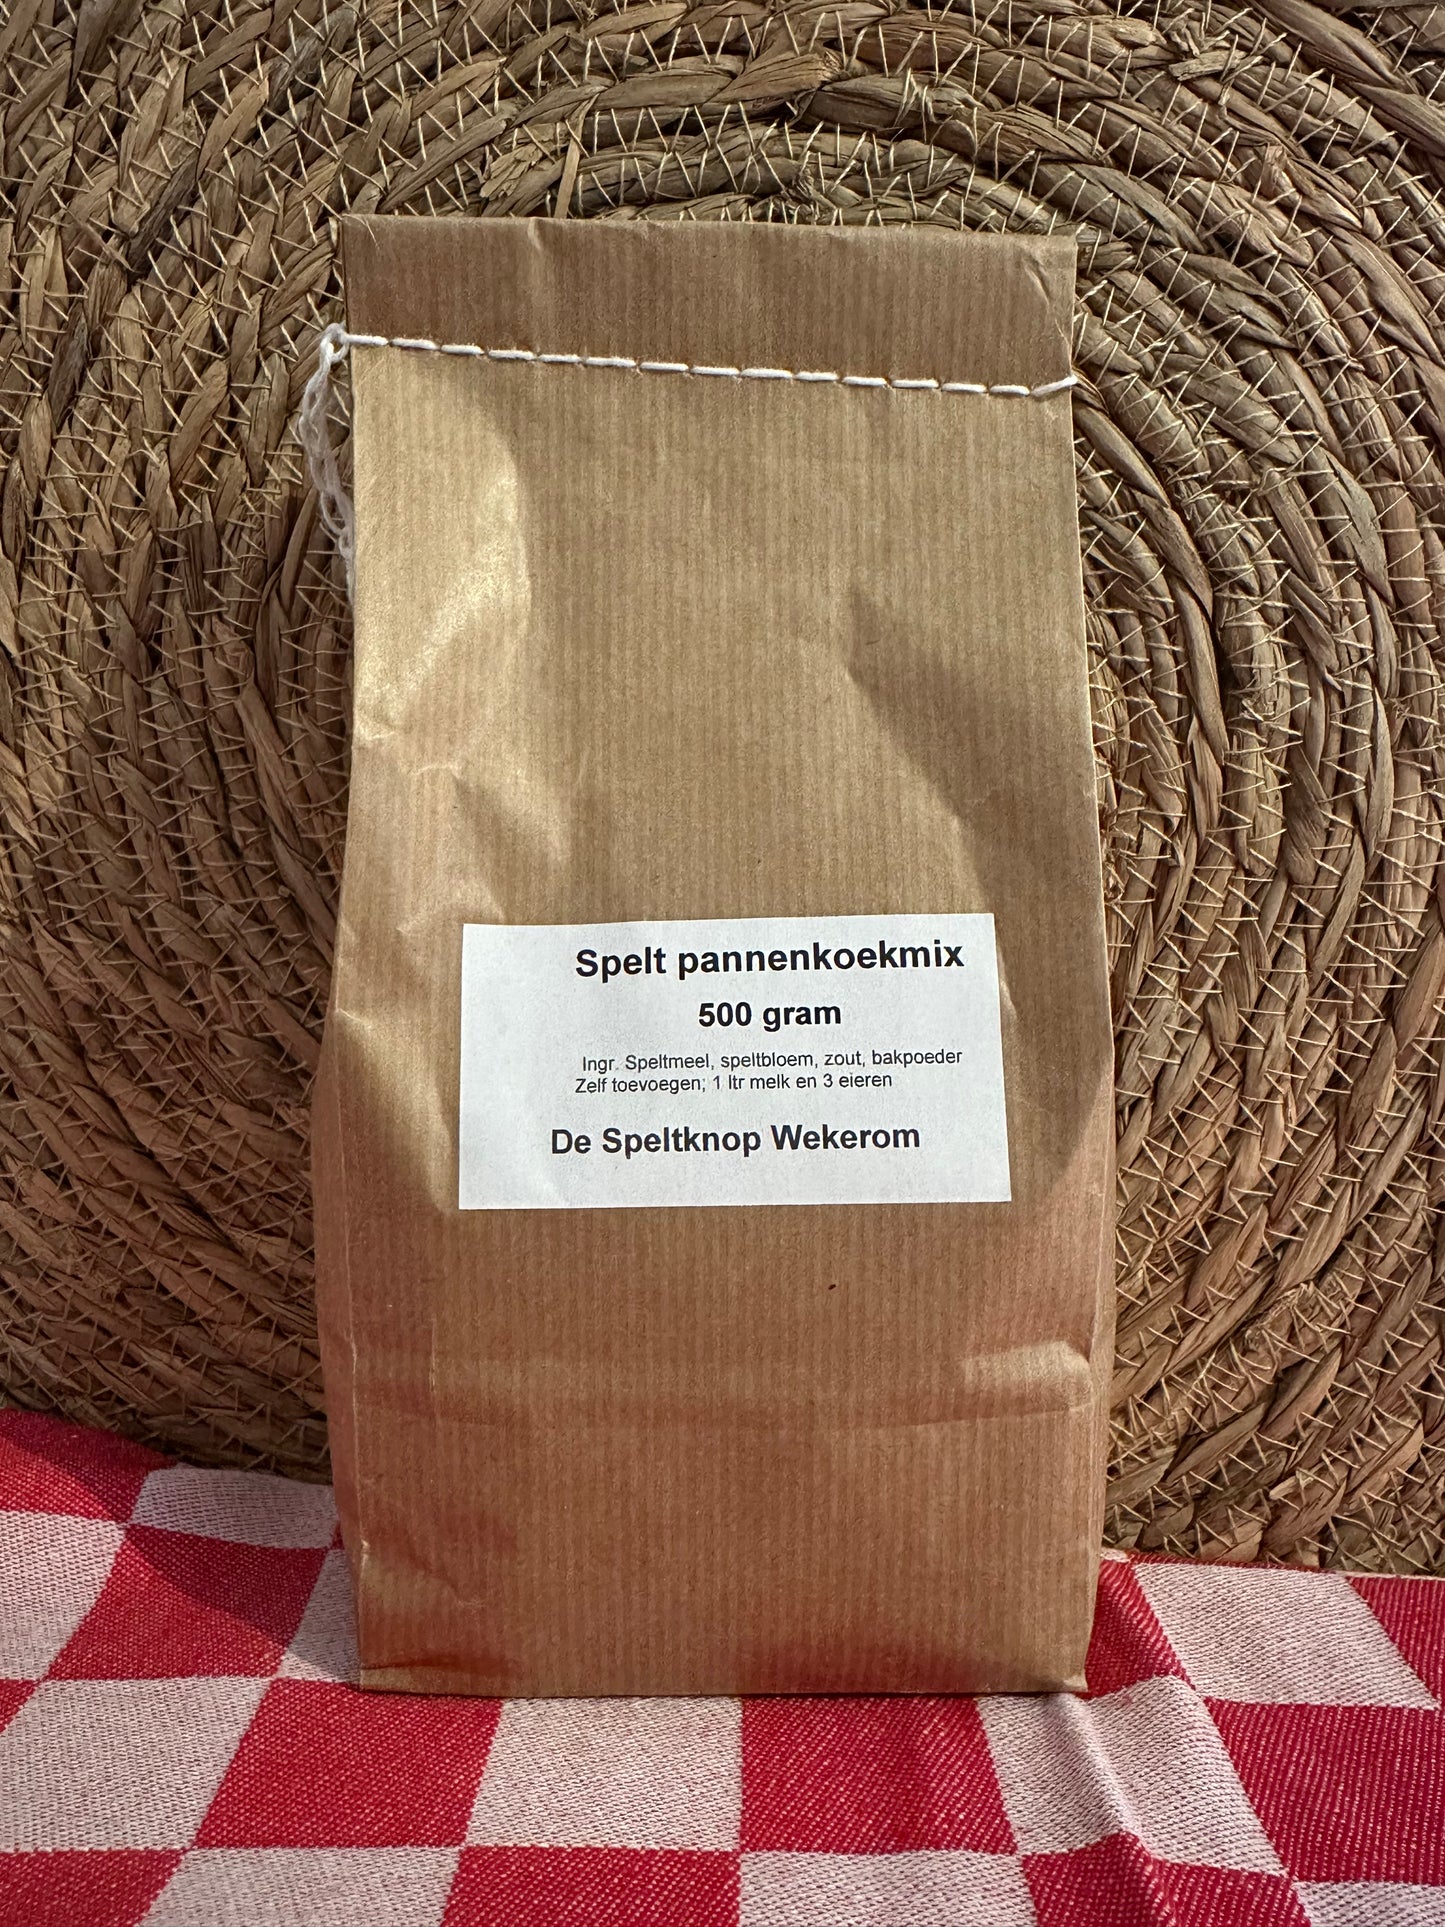 Spelt pannenkoekmix
500 gram
Ingr. Speltmeel, speltbloem, zout, bakpoeder
Zelf toevoegen; 1 ltr melk en 3 eieren
De Speltknop Wekerom